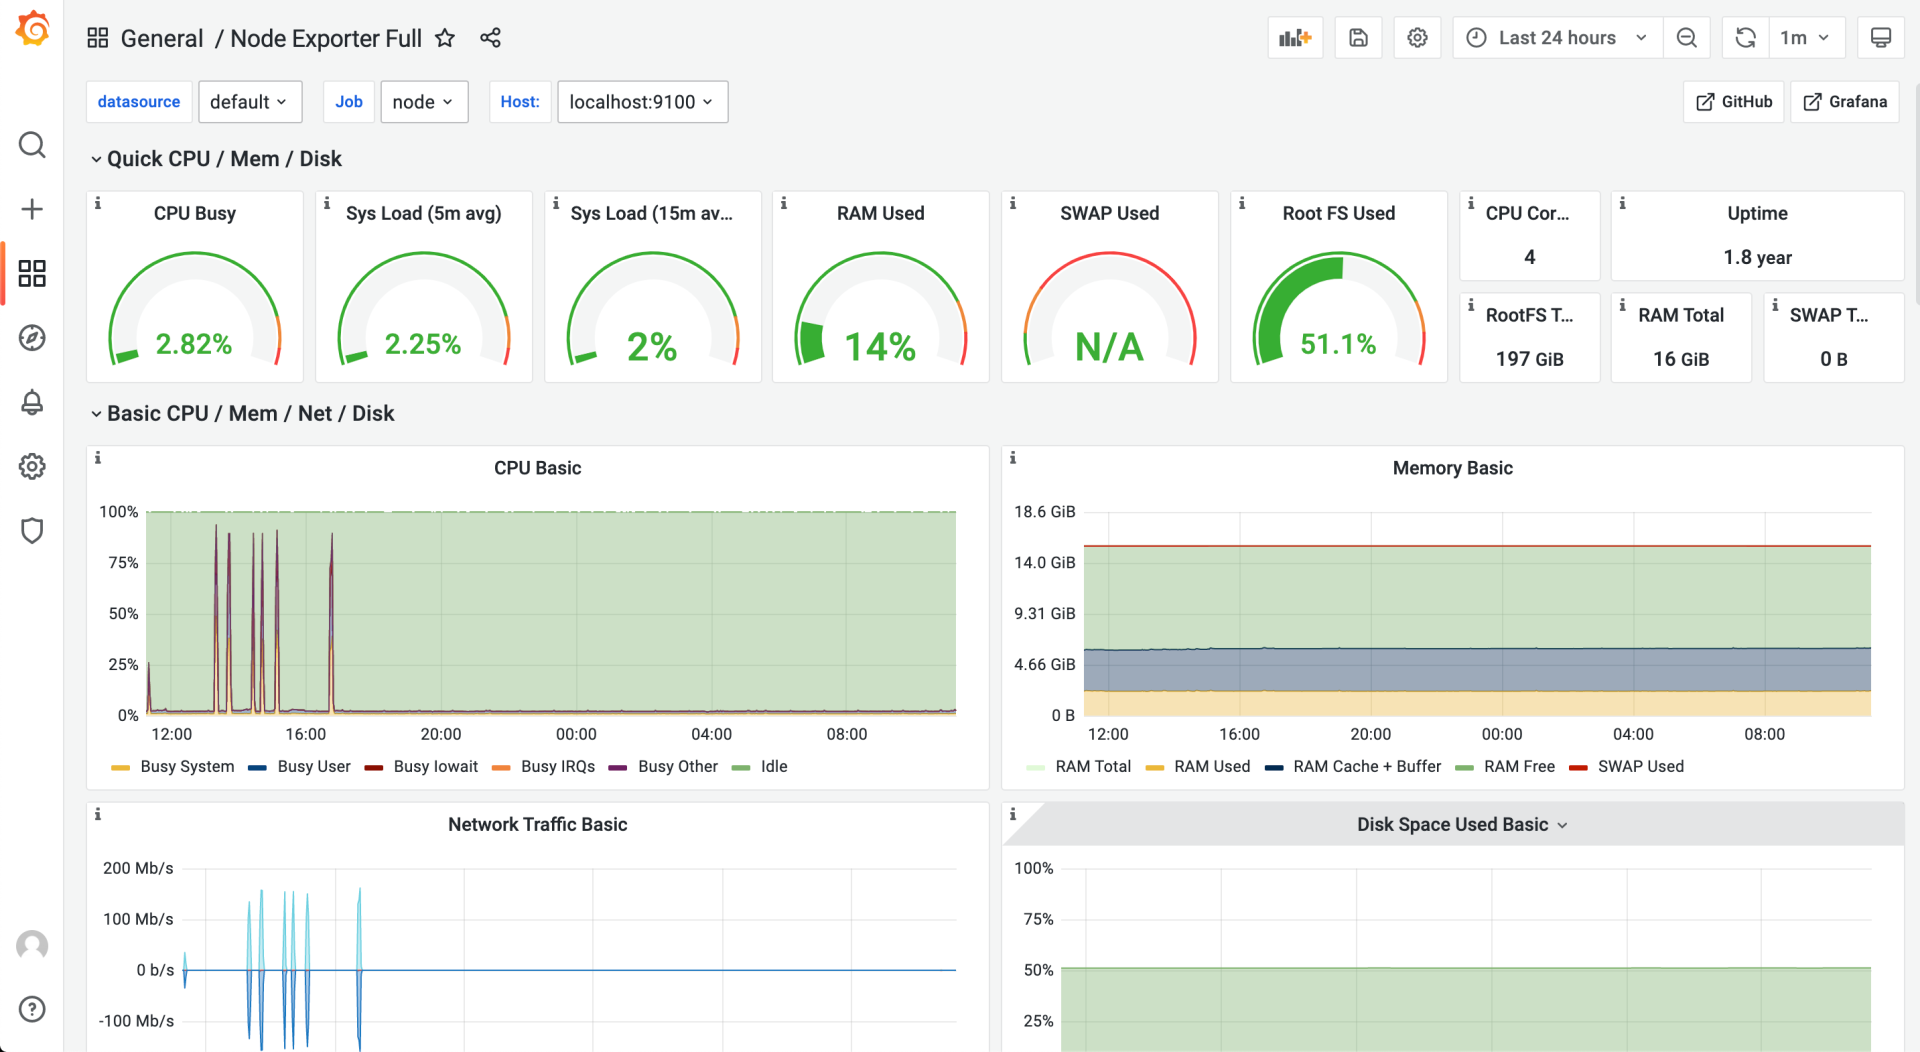 General / Node Exporter Full
Last 24 hours
1m
datasource default Job node Host: localhost:9100
GitHub Grafana
Quick CPU / Mem / Disk
CPU Busy
2.82%
Sys Load (5m avg)
2.25%
Sys Load (15m av...
2%
RAM Used
14%
SWAP Used
N/A
Root FS Used
51.1%
CPU Cor...
4
Uptime
1.8 year
RootFS T...
197 GiB
RAM Total
16 GiB
SWAP T...
0 B
Basic CPU / Mem / Net / Disk
CPU Basic
100%
75%
50%
25%
0%
12:00 16:00 20:00 00:00 04:00 08:00
Busy System Busy User Busy Iowait Busy IRQs Busy Other Idle
Memory Basic
18.6 GiB
14.0 GiB
9.31 GiB
4.66 GiB
0 B
12:00 16:00 20:00 00:00 04:00 08:00
RAM Total RAM Used RAM Cache + Buffer RAM Free SWAP Used
Network Traffic Basic
200 Mb/s
100 Mb/s
0 b/s
-100 Mb/s
Disk Space Used Basic
100%
75%
50%
25%